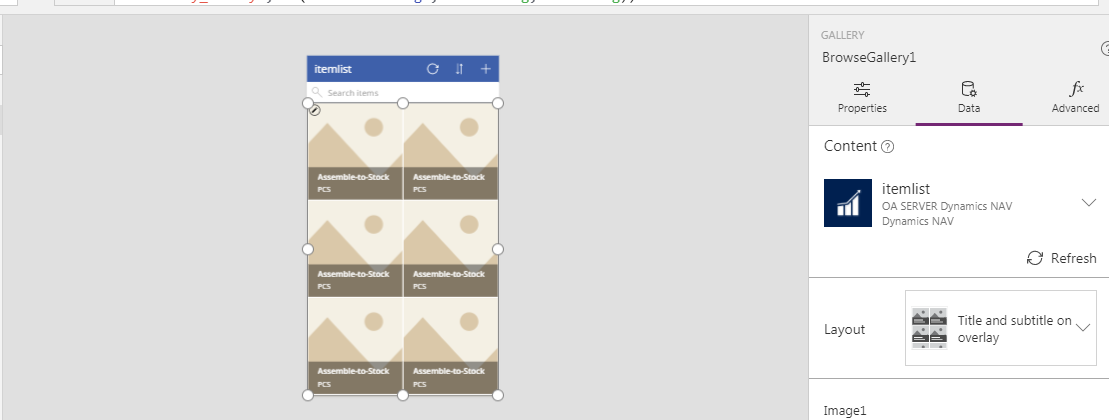 GALLERY
BrowseGallery1
Properties
Data
Advanced
itemlist
Search items
Assemble-to-Stock
PCS
Assemble-to-Stock
PCS
Assemble-to-Stock
PCS
Assemble-to-Stock
PCS
Assemble-to-Stock
PCS
Assemble-to-Stock
PCS
Content
itemlist
OA SERVER Dynamics NAV
Dynamics NAV
Refresh
Layout
Title and subtitle on
overlay
Image1